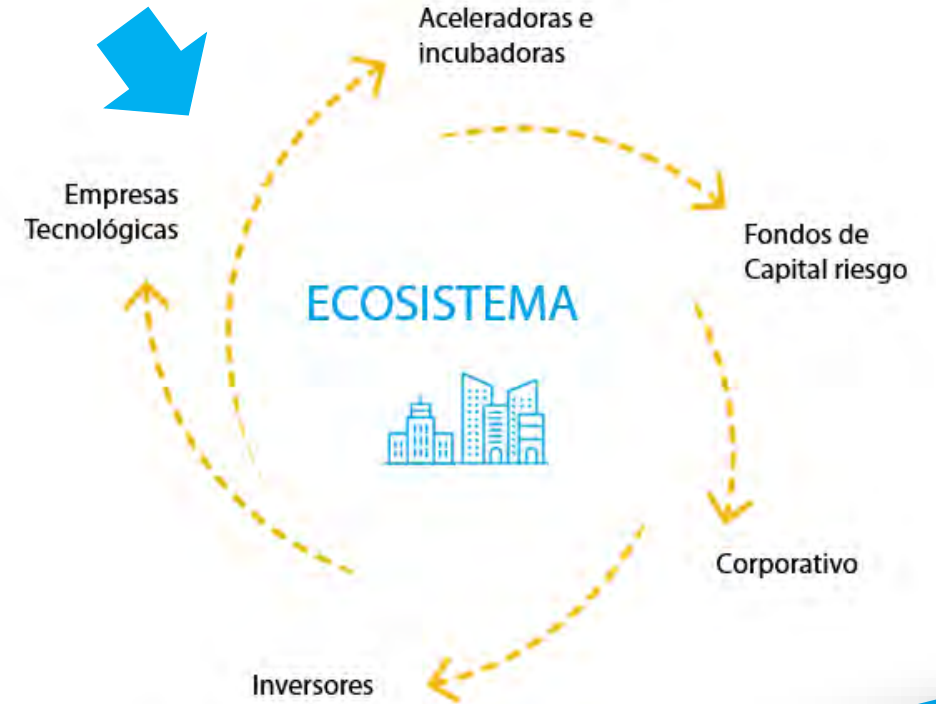 Aceleradoras e
incubadoras
Empresas
Tecnológicas
Fondos de
Capital riesgo
ECOSISTEMA
Corporativo
Inversores